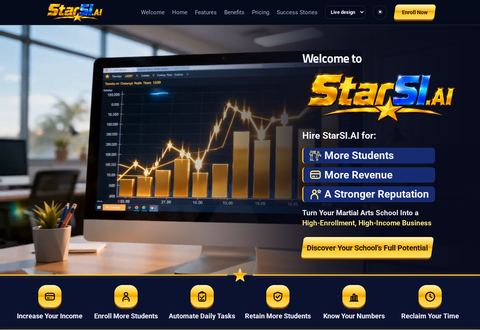 StarSI.AI
Welcome Home Features Benefits Pricing Success Stories Live design Enroll Now
Welcome to
StarSI.AI
Hire StarSI.AI for:
More Students
More Revenue
A Stronger Reputation
Turn Your Martial Arts School Into a
High-Enrollment, High-Income Business
Discover Your School's Full Potential
Increase Your Income
Enroll More Students
Automate Daily Tasks
Retain More Students
Know Your Numbers
Reclaim Your Time